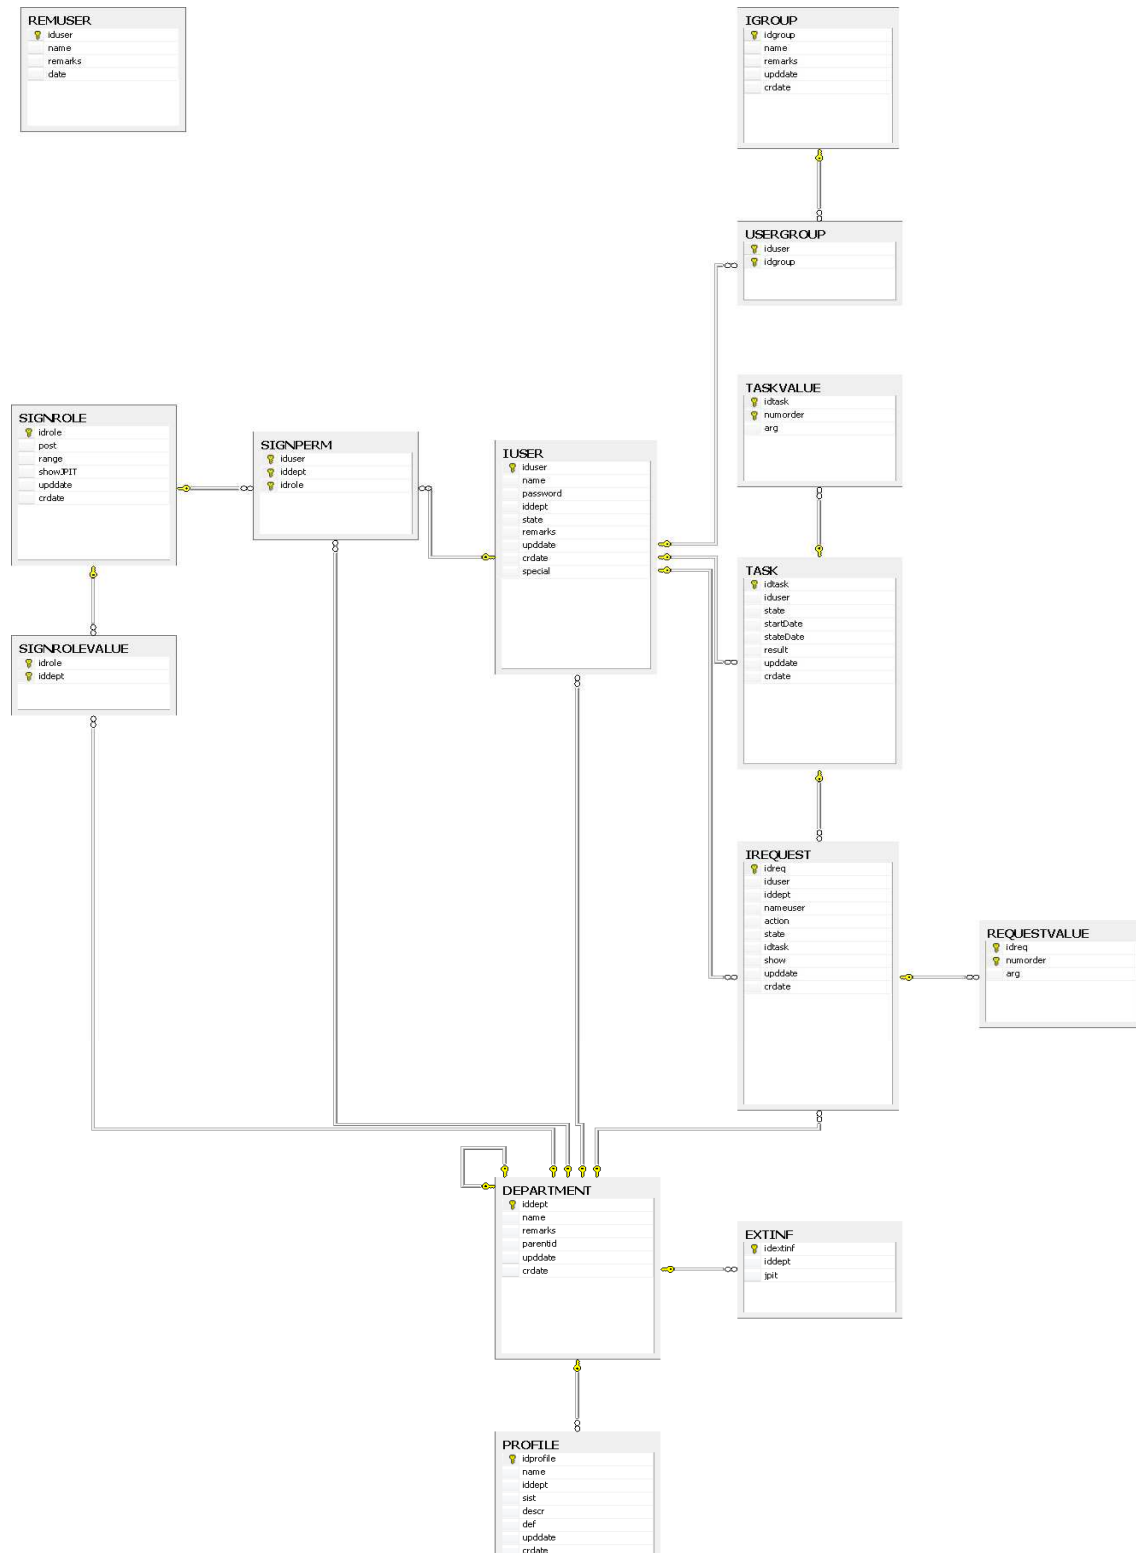 REMUSER
iduser
name
remarks
date
IGROUP
idgroup
name
remarks
upddate
crdate
USERGROUP
iduser
idgroup
TASKVALUE
idtask
numorder
arg
SIGNROLE
idrole
post
range
showJPIT
upddate
crdate
SIGNPERM
iduser
iddept
idrole
IUSER
iduser
name
password
iddept
state
remarks
upddate
crdate
special
TASK
idtask
iduser
state
startDate
stateDate
result
upddate
crdate
SIGNROLEVALUE
idrole
iddept
IREQUEST
idreq
iduser
iddept
nameuser
action
state
idtask
show
upddate
crdate
REQUESTVALUE
idreq
numorder
arg
DEPARTMENT
iddept
name
remarks
parentid
upddate
crdate
EXTINF
idextinf
iddept
jpit
PROFILE
idprofile
name
iddept
sist
descr
def
upddate
crdate